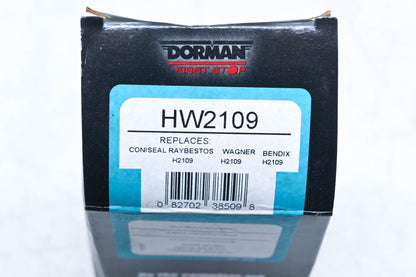 DORMAN
FIRST STOP
HW2109
REPLACES:
CONISEAL RAYBESTOS WAGNER BENDIX
H2109 H2109 H2109
0 82702 38509 8